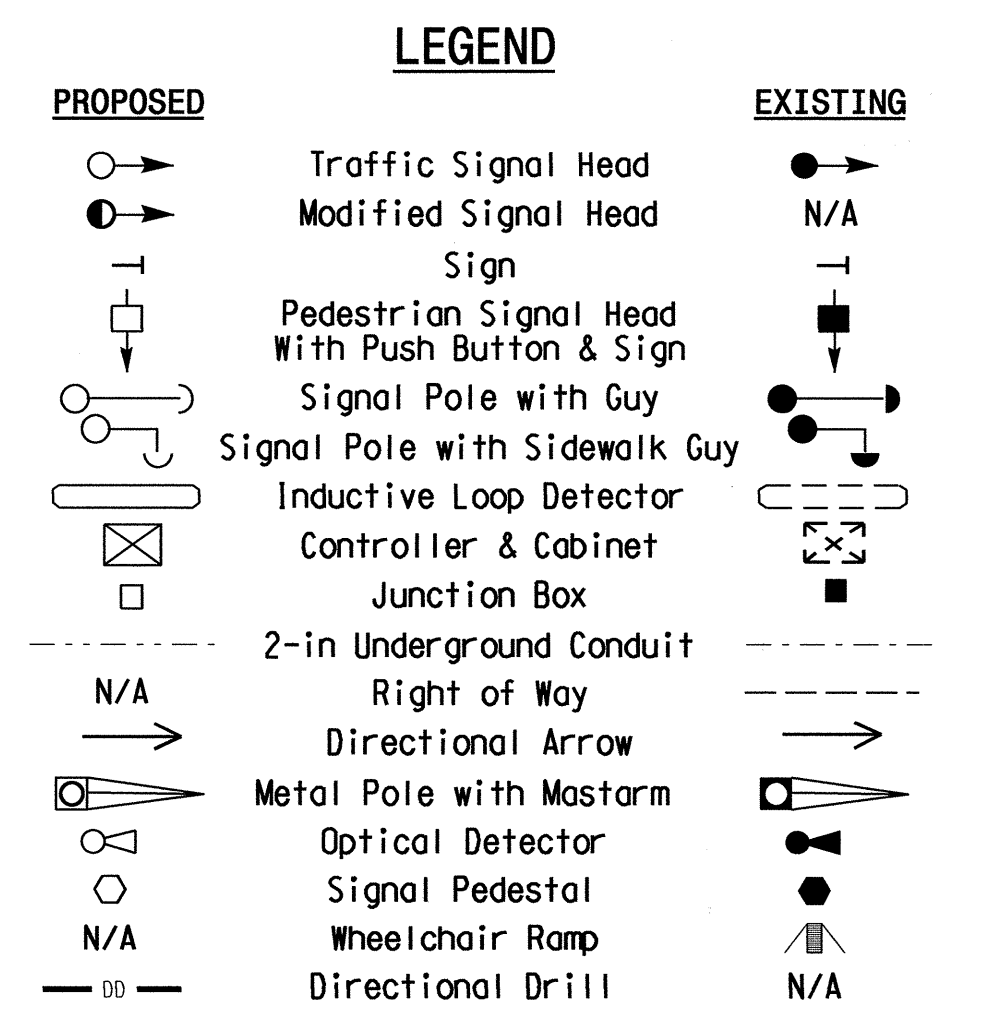 LEGEND
PROPOSED EXISTING
Traffic Signal Head
Modified Signal Head N/A
Sign
Pedestrian Signal Head
With Push Button & Sign
Signal Pole with Guy
Signal Pole with Sidewalk Guy
Inductive Loop Detector
Controller & Cabinet
Junction Box
2-in Underground Conduit
N/A Right of Way
Directional Arrow
Metal Pole with Mastarm
Optical Detector
Signal Pedestal
N/A Wheelchair Ramp
DD Directional Drill N/A